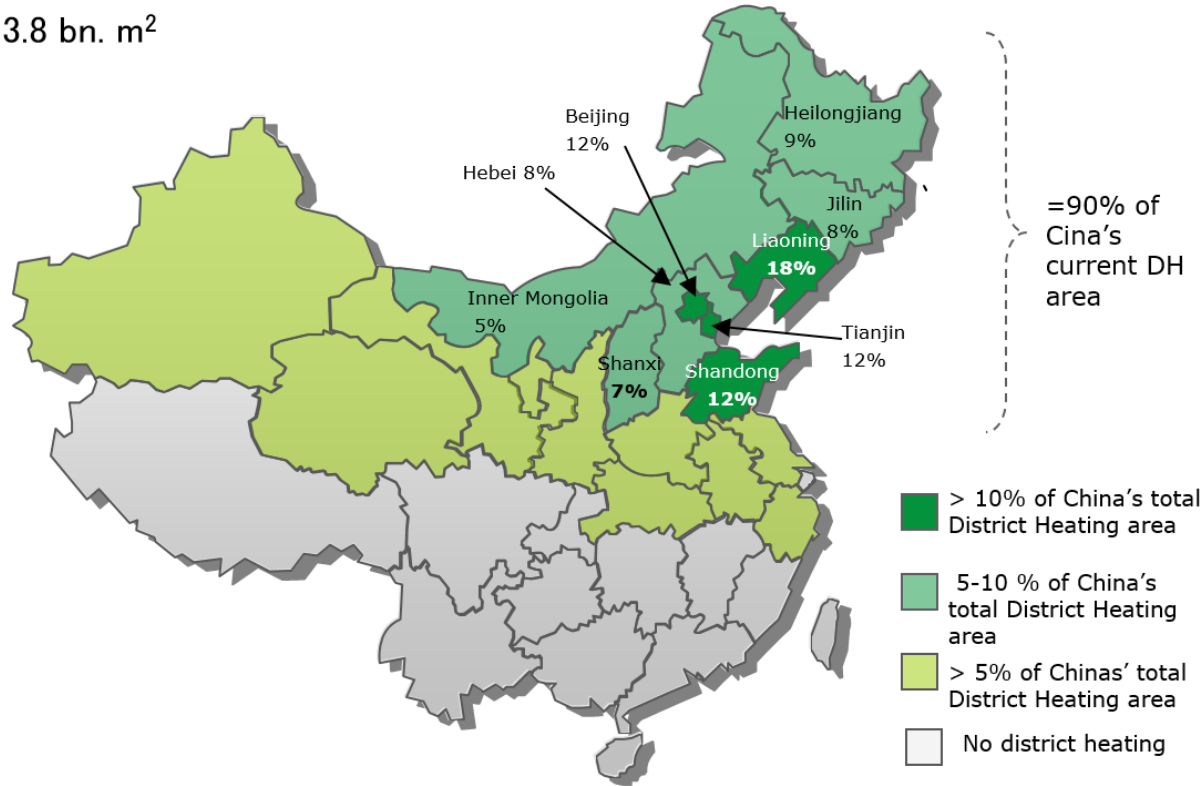 3.8 bn. m²
Beijing
12%
Hebei 8%
Heilongjiang
9%
Jilin
8%
Liaoning
18%
Inner Mongolia
5%
Tianjin
12%
Shanxi
7%
Shandong
12%
=90% of
Cina’s
current DH
area
> 10% of China’s total
District Heating area
5-10 % of China’s
total District Heating
area
> 5% of Chinas’ total
District Heating area
No district heating